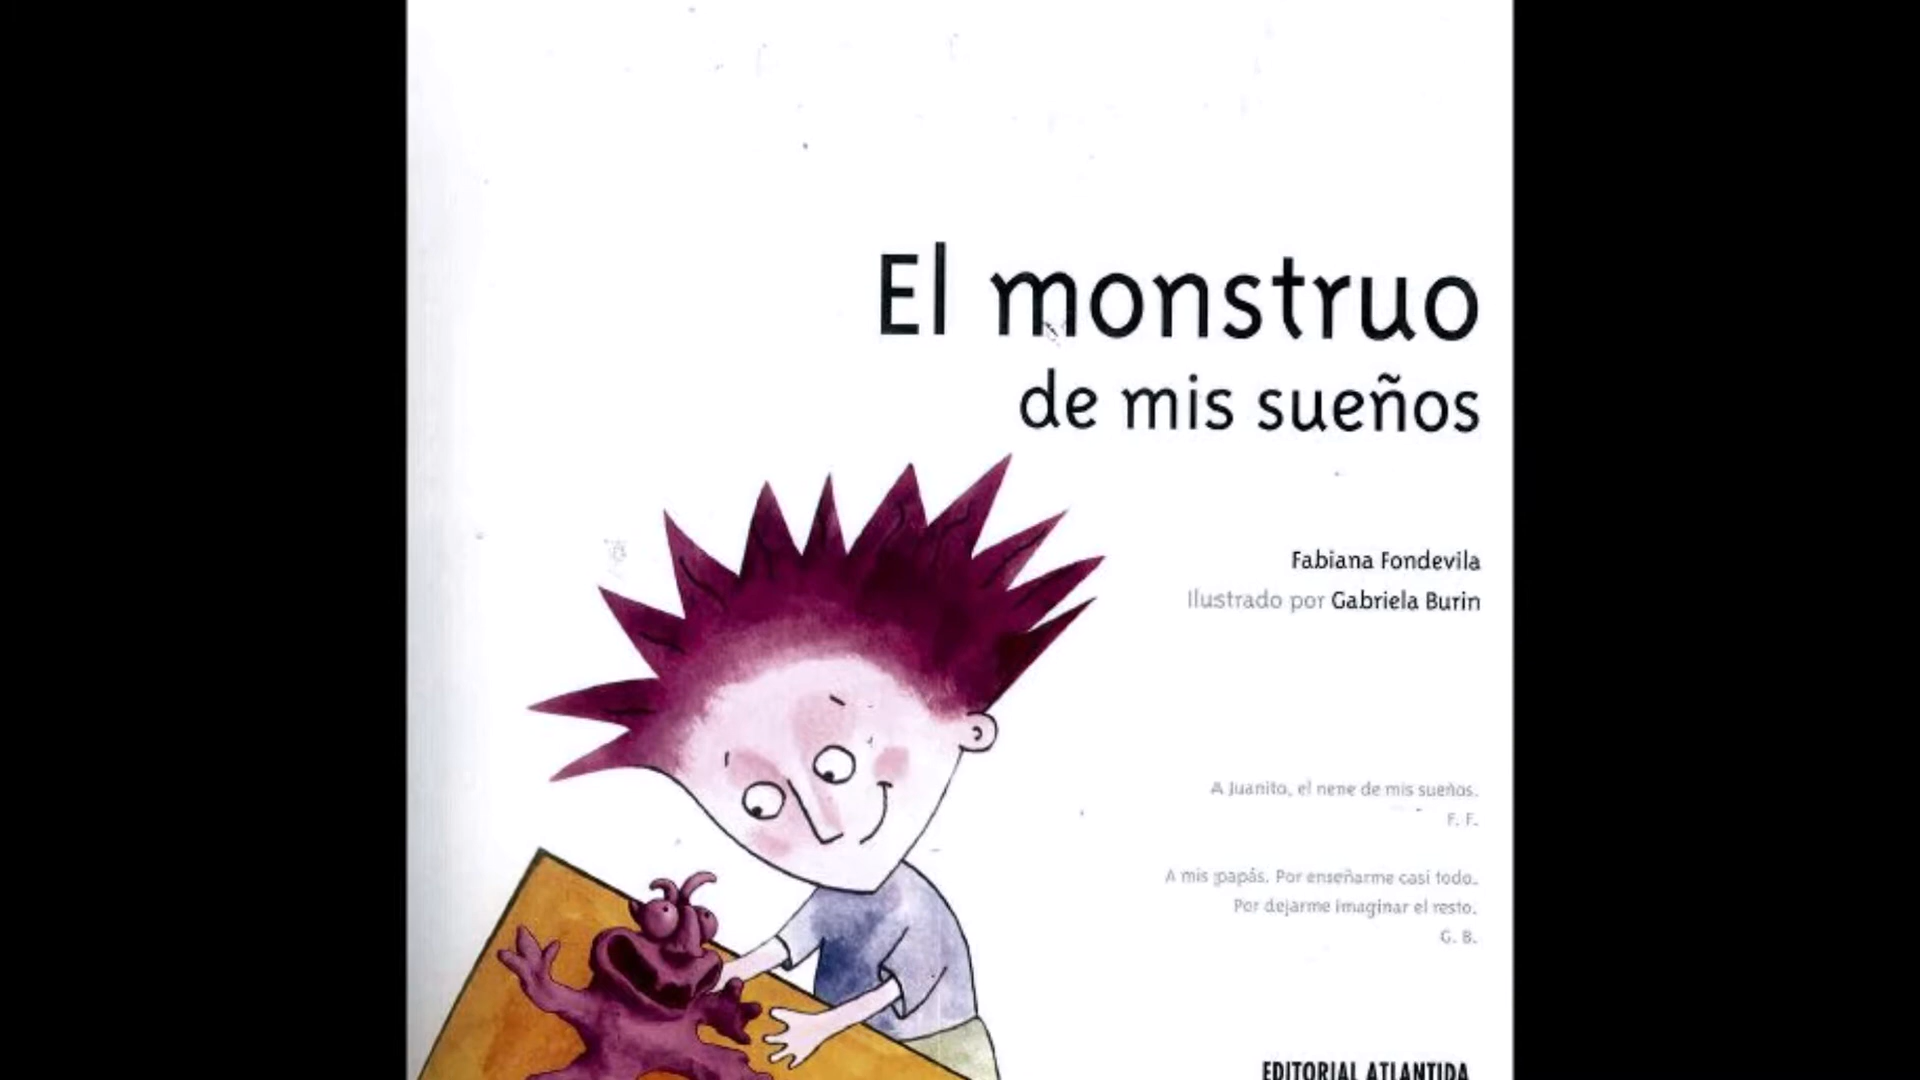 El monstruo
de mis sueños
Fabiana Fondevila
Ilustrado por Gabriela Burin
A Juanito, el nene de mis sueños.
F. F.
A mis papás. Por enseñarme casi todo.
Por dejarme imaginar el resto.
G. B.
EDITORIAL ATLANTIDA